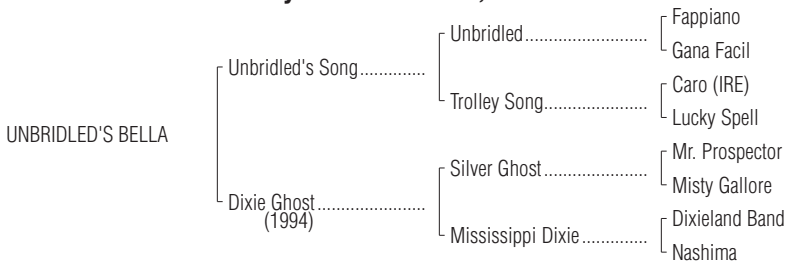 Fappiano
Unbridled
Gana Facil
Unbridled's Song
Caro (IRE)
Trolley Song
Lucky Spell
UNBRIDLED'S BELLA
Mr. Prospector
Silver Ghost
Misty Gallore
Dixie Ghost
(1994)
Dixieland Band
Mississippi Dixie
Nashima